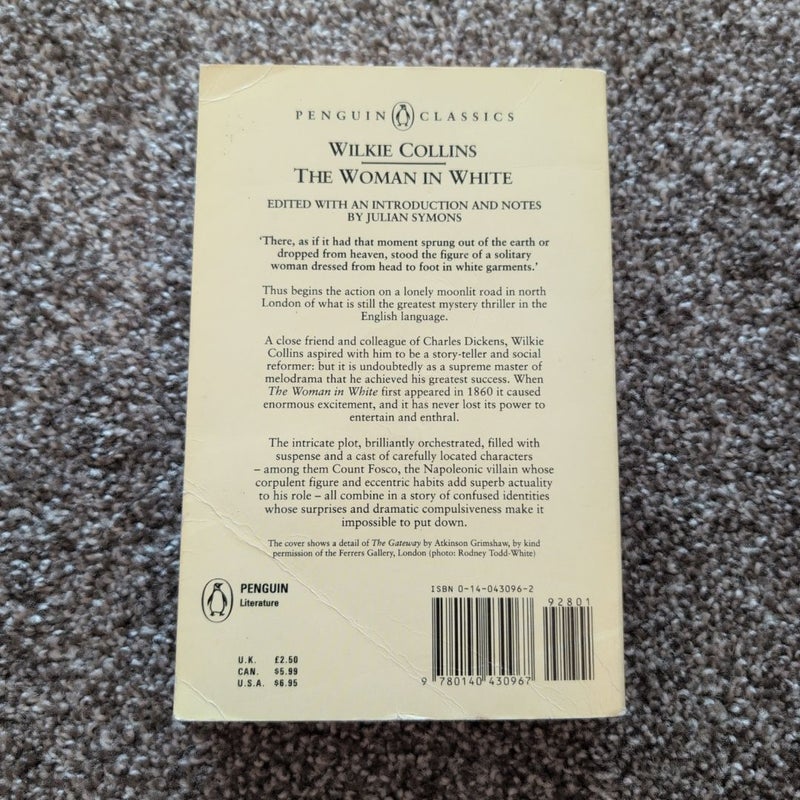 PENGUIN CLASSICS
WILKIE COLLINS
THE WOMAN IN WHITE
EDITED WITH AN INTRODUCTION AND NOTES
BY JULIAN SYMONS
'There, as if it had that moment sprung out of the earth or
dropped from heaven, stood the figure of a solitary
woman dressed from head to foot in white garments.'
Thus begins the action on a lonely moonlit road in north
London of what is still the greatest mystery thriller in the
English language.
A close friend and colleague of Charles Dickens, Wilkie
Collins aspired with him to be a story-teller and social
reformer: but it is undoubtedly as a supreme master of
melodrama that he achieved his greatest success. When
The Woman in White first appeared in 1860 it caused
enormous excitement, and it has never lost its power to
entertain and enthral.
The intricate plot, brilliantly orchestrated, filled with
suspense and a cast of carefully located characters
– among them Count Fosco, the Napoleonic villain whose
corpulent figure and eccentric habits add superb actuality
to his role – all combine in a story of confused identities
whose surprises and dramatic compulsiveness make it
impossible to put down.
The cover shows a detail of The Gateway by Atkinson Grimshaw, by kind
permission of the Ferrers Gallery, London (photo: Rodney Todd-White)
PENGUIN
Literature
U.K. £2.50
CAN. $5.99
U.S.A. $6.95
ISBN 0-14-043096-2
92801
9 780140 430967